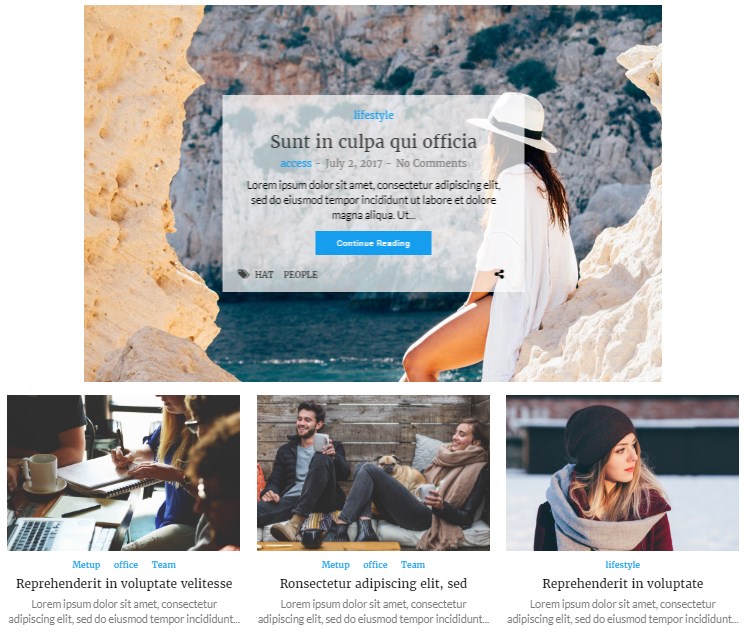 lifestyle
Sunt in culpa qui officia
access - July 2, 2017 - No Comments
Lorem ipsum dolor sit amet, consectetur adipiscing elit,
sed do eiusmod tempor incididunt ut labore et dolore
magna aliqua. Ut...
Continue Reading
HAT PEOPLE
Metup office Team
Reprehenderit in voluptate velitesse
Lorem ipsum dolor sit amet, consectetur
adipiscing elit, sed do eiusmod tempor incididunt...
Metup office Team
Ronsectetur adipiscing elit, sed
Lorem ipsum dolor sit amet, consectetur
adipiscing elit, sed do eiusmod tempor incididunt...
lifestyle
Reprehenderit in voluptate
Lorem ipsum dolor sit amet, consectetur
adipiscing elit, sed do eiusmod tempor incididunt...